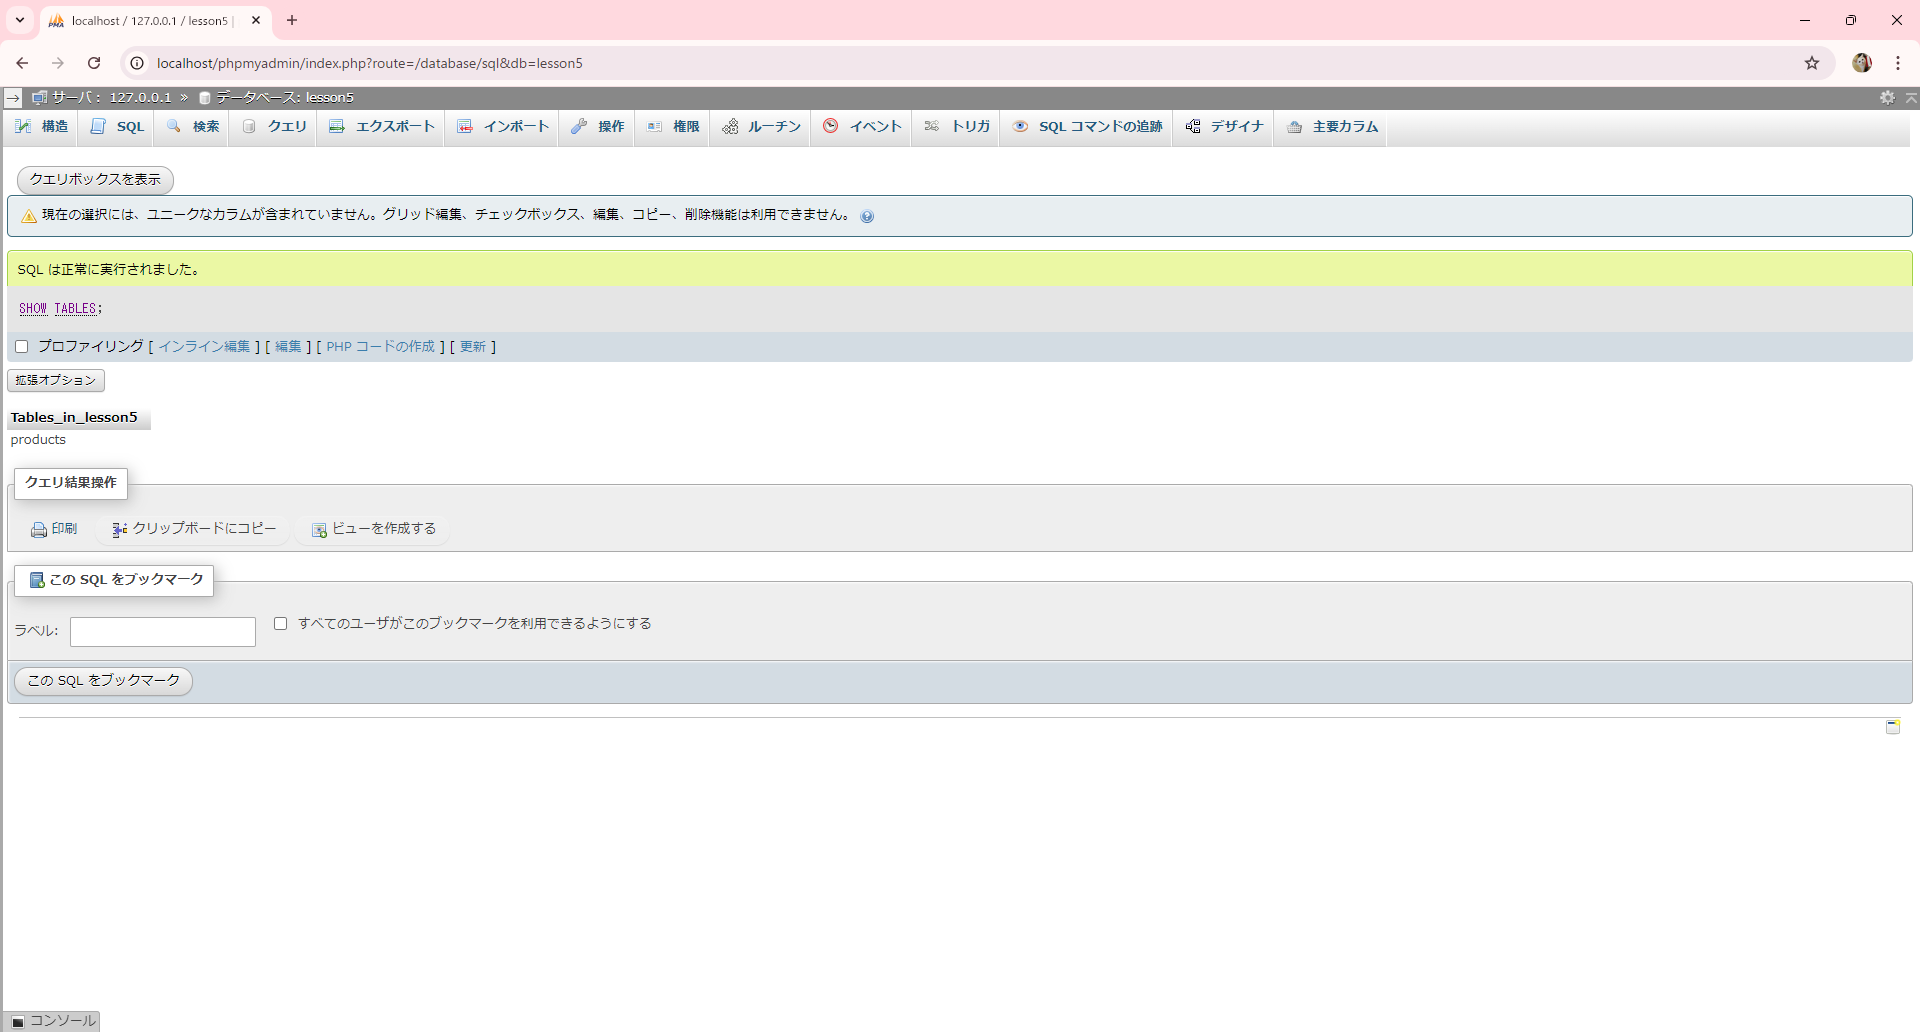 localhost / 127.0.0.1 / lesson5 |
localhost/phpmyadmin/index.php?route=/database/sql&db=lesson5
サーバ: 127.0.0.1 » データベース: lesson5
構造 SQL 検索 クエリ エクスポート インポート 操作 権限 ルーチン イベント トリガ SQL コマンドの追跡 デザイナ 主要カラム
クエリボックスを表示
現在の選択には、ユニークなカラムが含まれていません。グリッド編集、チェックボックス、編集、コピー、削除機能は利用できません。
SQL は正常に実行されました。
SHOW TABLES;
プロファイリング [ インライン編集 ] [ 編集 ] [ PHP コードの作成 ] [ 更新 ]
拡張オプション
Tables_in_lesson5
products
クエリ結果操作
印刷 クリップボードにコピー ビューを作成する
この SQL をブックマーク
ラベル: すべてのユーザがこのブックマークを利用できるようにする
この SQL をブックマーク
コンソール